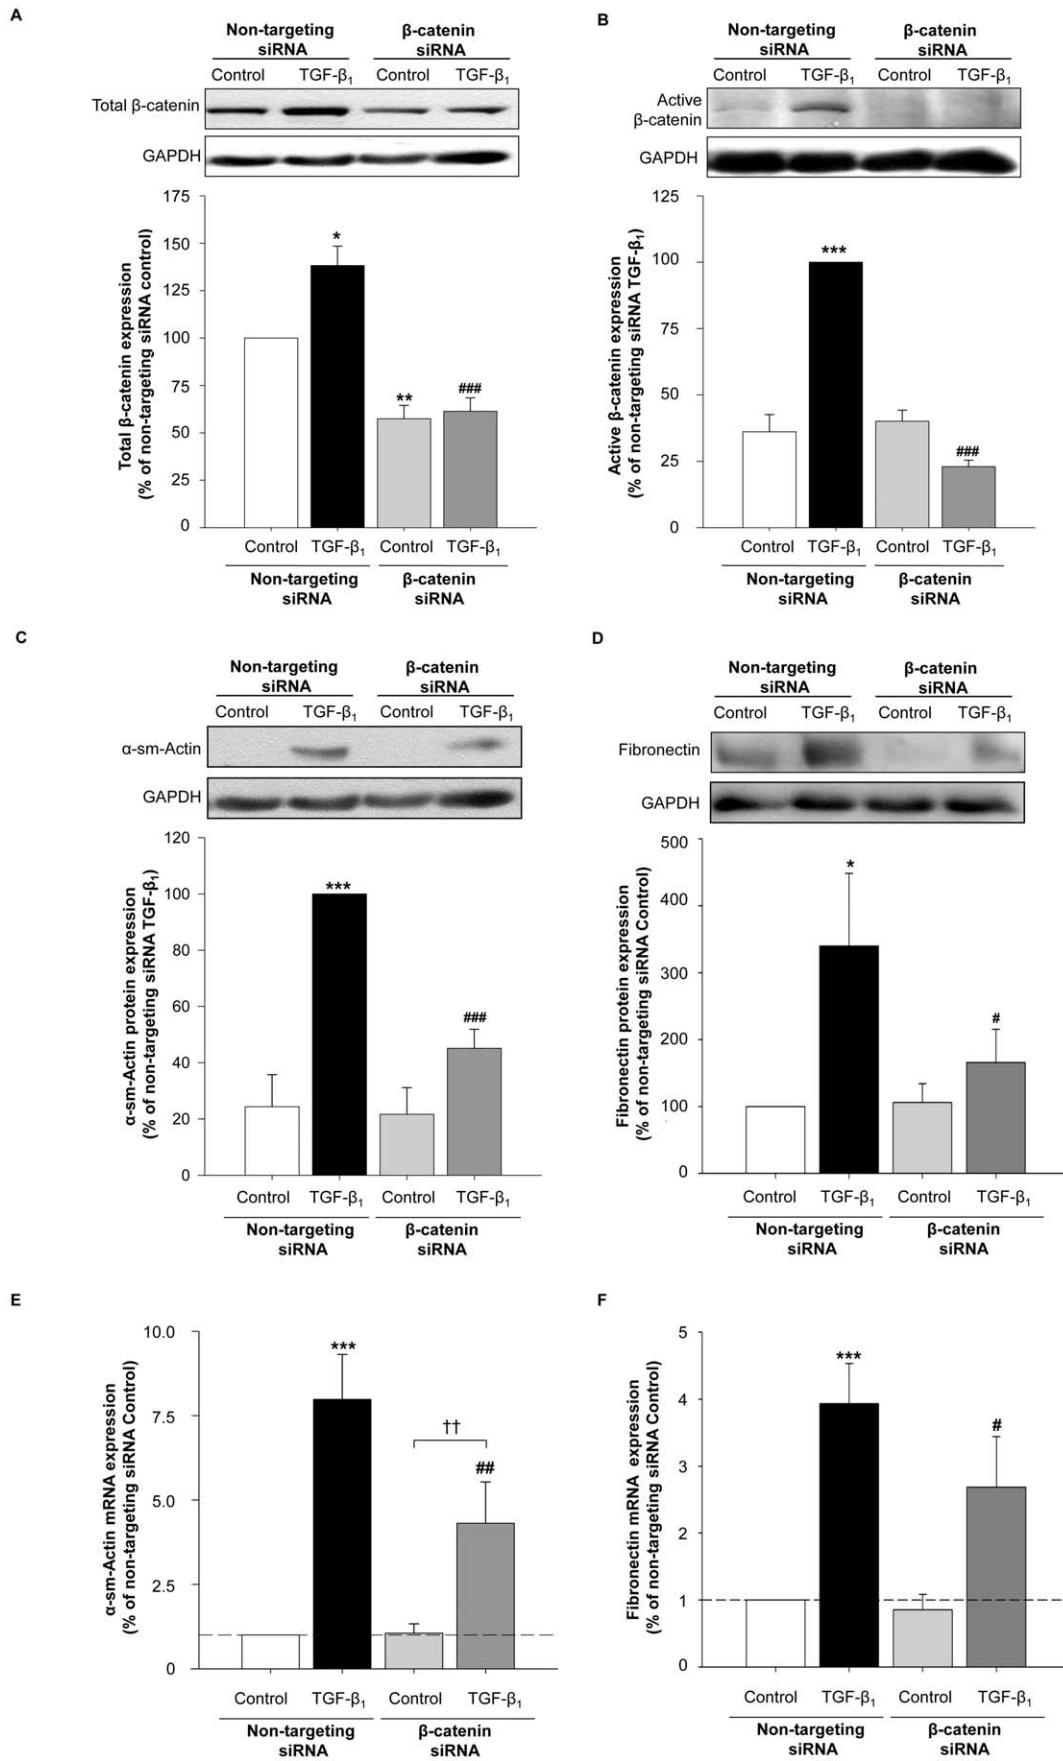 A
Non-targeting siRNA
β-catenin siRNA
Control TGF-β1 Control TGF-β1
Total β-catenin
GAPDH
Total β-catenin expression
(% of non-targeting siRNA control)
175
150
125
100
75
50
25
0
*
**
###
Control TGF-β1 Control TGF-β1
Non-targeting siRNA
β-catenin siRNA
B
Non-targeting siRNA
β-catenin siRNA
Control TGF-β1 Control TGF-β1
Active
β-catenin
GAPDH
Active β-catenin expression
(% of non-targeting siRNA TGF-β1)
125
100
75
50
25
0
***
###
Control TGF-β1 Control TGF-β1
Non-targeting siRNA
β-catenin siRNA
C
Non-targeting siRNA
β-catenin siRNA
Control TGF-β1 Control TGF-β1
α-sm-Actin
GAPDH
α-sm-Actin protein expression
(% of non-targeting siRNA TGF-β1)
120
100
80
60
40
20
0
***
###
Control TGF-β1 Control TGF-β1
Non-targeting siRNA
β-catenin siRNA
D
Non-targeting siRNA
β-catenin siRNA
Control TGF-β1 Control TGF-β1
Fibronectin
GAPDH
Fibronectin protein expression
(% of non-targeting siRNA Control)
500
400
300
200
100
0
*
#
Control TGF-β1 Control TGF-β1
Non-targeting siRNA
β-catenin siRNA
E
α-sm-Actin mRNA expression
(% of non-targeting siRNA Control)
10.0
7.5
5.0
2.5
0
***
††
##
Control TGF-β1 Control TGF-β1
Non-targeting siRNA
β-catenin siRNA
F
Fibronectin mRNA expression
(% of non-targeting siRNA Control)
5
4
3
2
1
0
***
#
Control TGF-β1 Control TGF-β1
Non-targeting siRNA
β-catenin siRNA